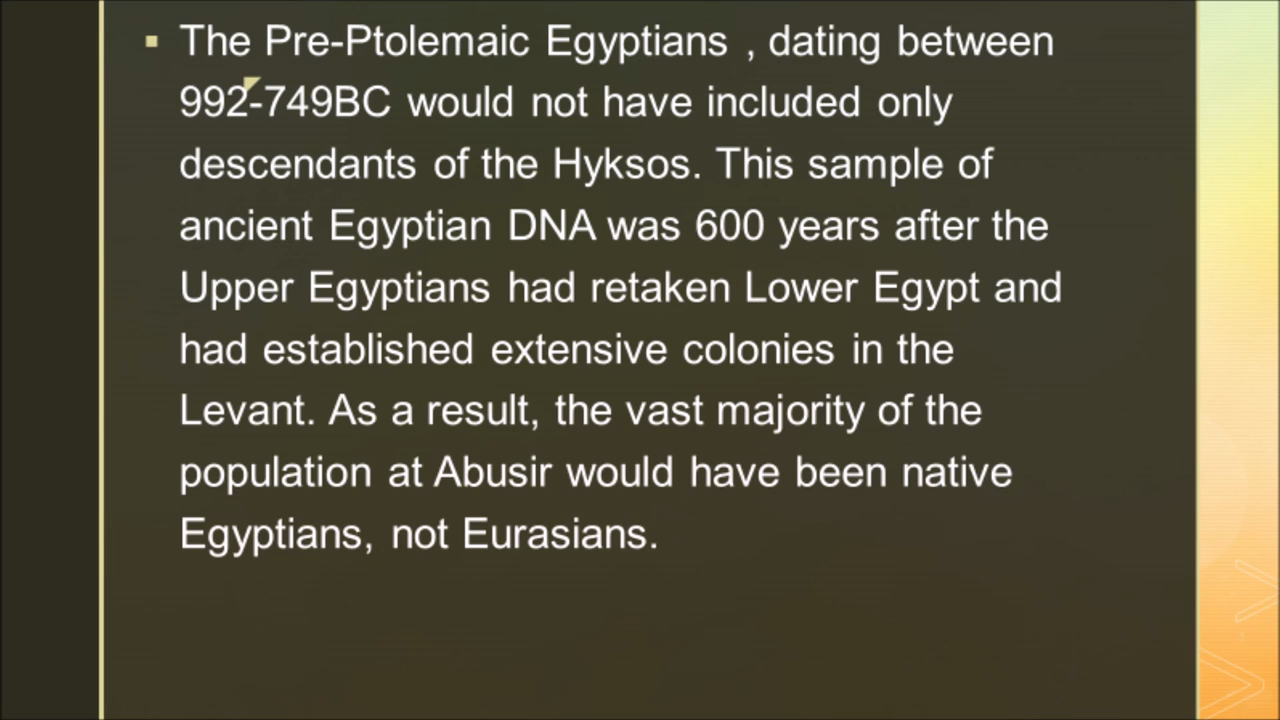 The Pre-Ptolemaic Egyptians , dating between
992-749BC would not have included only
descendants of the Hyksos. This sample of
ancient Egyptian DNA was 600 years after the
Upper Egyptians had retaken Lower Egypt and
had established extensive colonies in the
Levant. As a result, the vast majority of the
population at Abusir would have been native
Egyptians, not Eurasians.